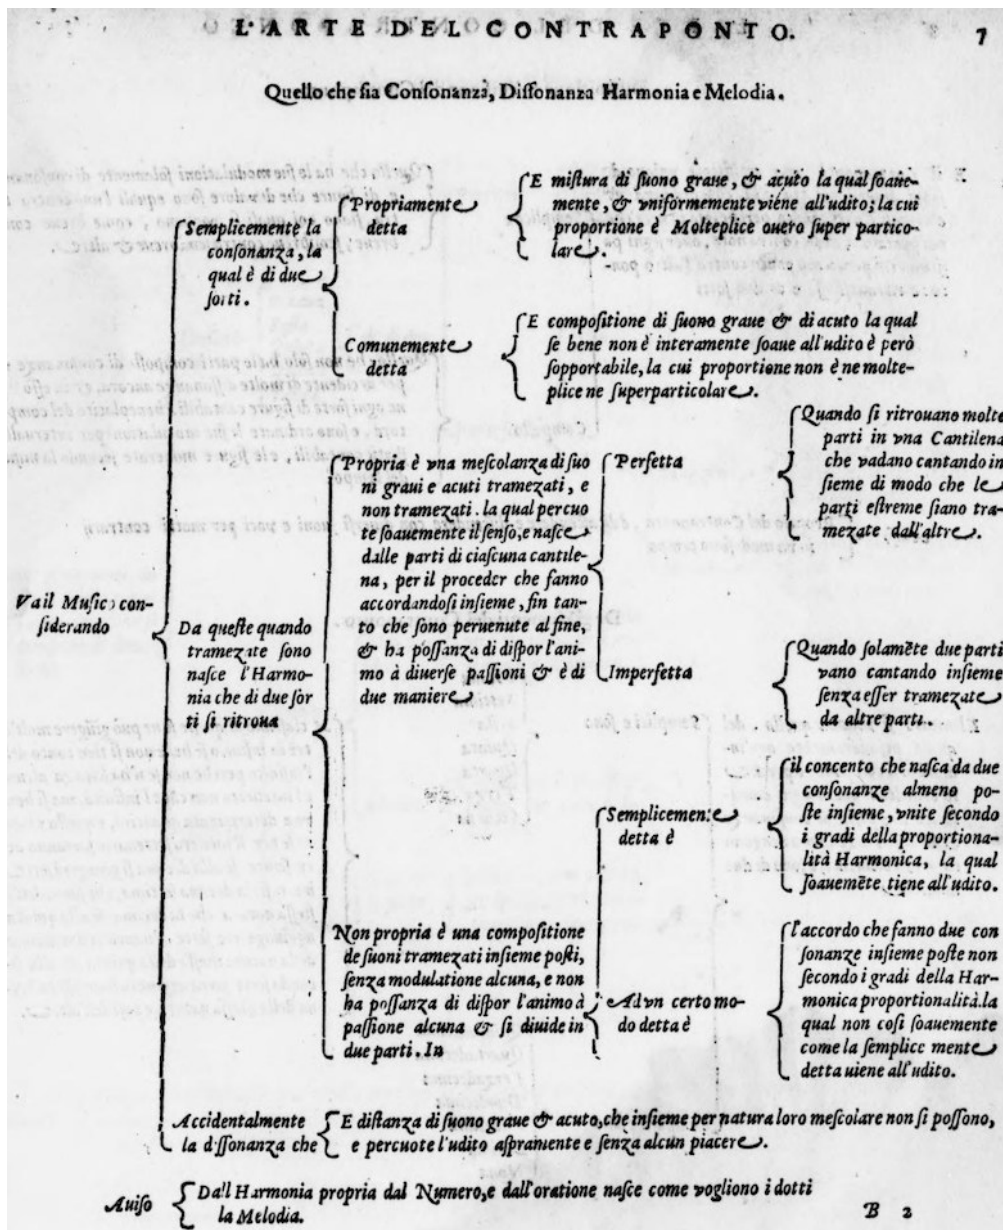 L'ARTE DEL CONTRAPONTO. 7
Quello che sia Consonanza, Dissonanza Harmonia e Melodia.
Va il Musico con-
siderando
Semplicemente la
consonanza, la
qual è di due
sorti.
Propriamente
detta
E mistura di suono graue, & acuto la qual soaue-
mente, & vniformemente viene all'udito; la cui
proportione è Molteplice ouero super partico-
lare.
Comunemente
detta
E compositione di suono graue & di acuto la qual
se bene non è interamente soaue all'udito è però
sopportabile, la cui proportione non è ne molte-
plice ne superparticolare.
Da queste quando
tramezate sono
nasce l'Harmo-
nia che di due sor
ti si ritroua
Propria è vna mescolanza di suo
ni graui e acuti tramezati, e
non tramezati. la qual percuo
te soauemente il senso, e nasce
dalle parti di ciascuna cantile-
na, per il proceder che fanno
accordandosi insieme, fin tan-
to che sono peruenute al fine,
& ha possanza di dispor l'ani-
mo à diuerse passioni & è di
due maniere
Perfetta
Quando si ritrouano molte
parti in vna Cantilena
che vadano cantando in
sieme di modo che le
parti estreme siano tra-
mezate dall'altre.
Imperfetta
Quando solamēte due parti
vano cantando insieme
senza esser tramezate
da altre parti.
Non propria è una compositione
de suoni tramezati insieme posti,
senza modulatione alcuna, e non
ha possanza di dispor l'animo à
passione alcuna & si diuide in
due parti. In
Semplicemente
detta è
il concento che nasca da due
consonanze almeno po-
ste insieme, vnite secondo
i gradi della proportiona-
lità Harmonica, la qual
soauemēte tiene all'udito.
Ad vn certo mo-
do detta è
l'accordo che fanno due con
sonanze insieme poste non
secondo i gradi della Har-
monica proportionalità. la
qual non così soauemente
come la semplice mente
detta uiene all'udito.
Accidentalmente
la dissonanza che
E distanza di suono graue & acuto, che insieme per natura loro mescolare non si possono,
e percuote l'udito aspramente e senza alcun piacere.
Auiso
Dall Harmonia propria dal Numero, e dall'oratione nasce come vogliono i dotti
la Melodia.
B 2